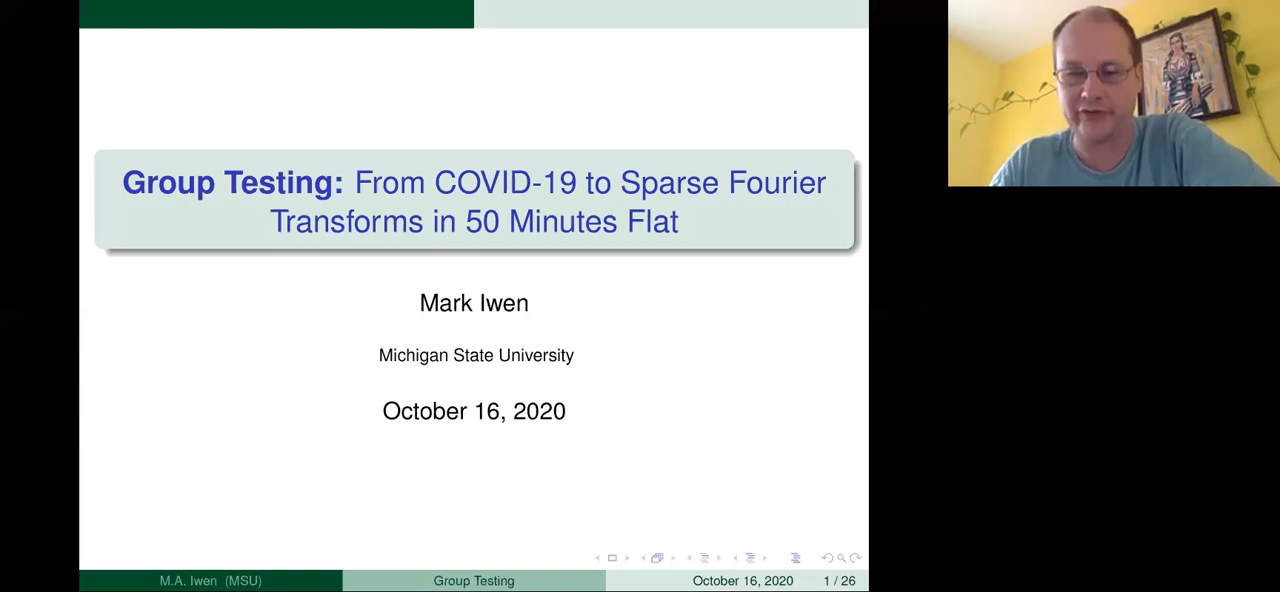 Group Testing: From COVID-19 to Sparse Fourier
Transforms in 50 Minutes Flat
Mark Iwen
Michigan State University
October 16, 2020
M.A. Iwen (MSU)
Group Testing
October 16, 2020
1 / 26